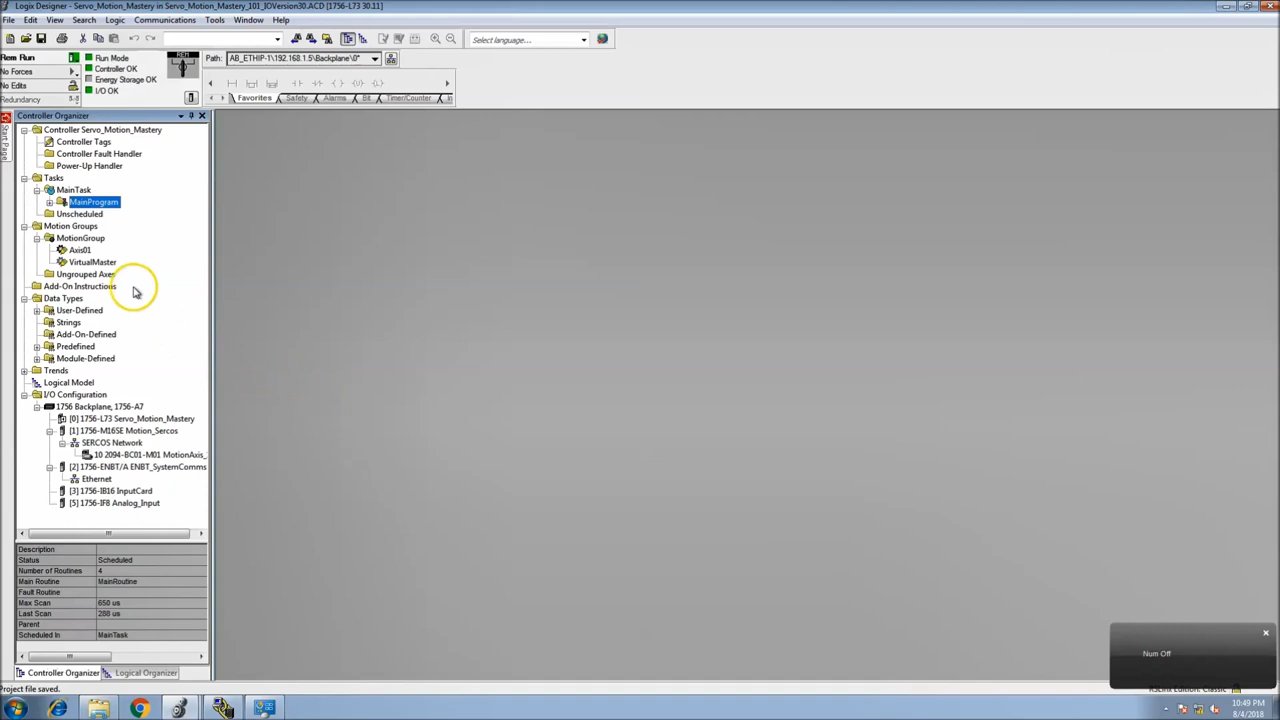 Logix Designer - Servo_Motion_Mastery in Servo_Motion_Mastery_101_IOVersion30.ACD [1756-L73 30.11]
File Edit View Search Logic Communications Tools Window Help
Select language...
Rem Run
No Forces
No Edits
Redundancy
Run Mode
Controller OK
Energy Storage OK
I/O OK
REM
Path: AB_ETHIP-1\192.168.1.5\Backplane\0*
Favorites Safety Alarms Bit Timer/Counter In
Start Page
Controller Organizer
Controller Servo_Motion_Mastery
Controller Tags
Controller Fault Handler
Power-Up Handler
Tasks
MainTask
MainProgram
Unscheduled
Motion Groups
MotionGroup
Axis01
VirtualMaster
Ungrouped Axes
Add-On Instructions
Data Types
User-Defined
Strings
Add-On-Defined
Predefined
Module-Defined
Trends
Logical Model
I/O Configuration
1756 Backplane, 1756-A7
[0] 1756-L73 Servo_Motion_Mastery
[1] 1756-M16SE Motion_Sercos
SERCOS Network
10 2094-BC01-M01 MotionAxis_
[2] 1756-ENBT/A ENBT_SystemComms
Ethernet
[3] 1756-IB16 InputCard
[5] 1756-IF8 Analog_Input
Description
Status Scheduled
Number of Routines 4
Main Routine MainRoutine
Fault Routine
Max Scan 650 us
Last Scan 288 us
Parent
Scheduled In MainTask
Controller Organizer Logical Organizer
Num Off
Project file saved.
RSLinx Edition: Classic
10:49 PM
8/4/2018